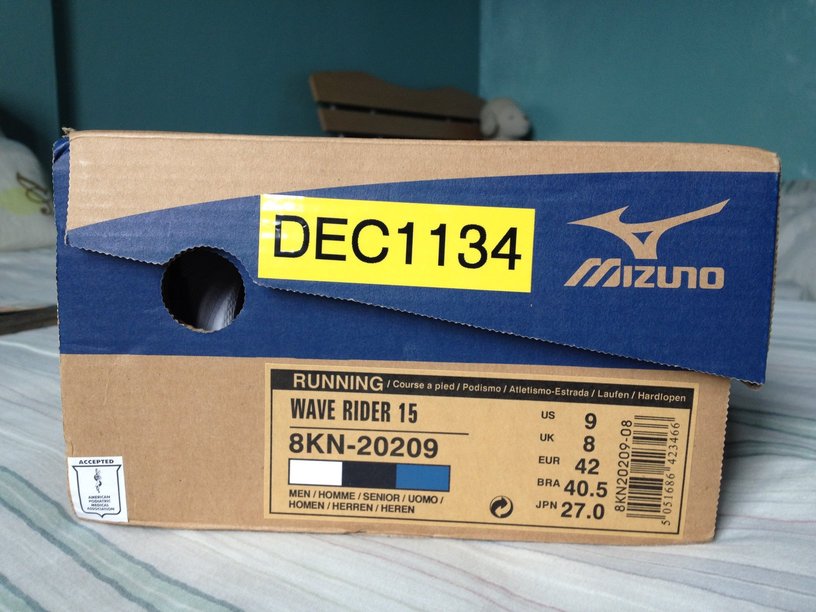 DEC1134
MIZUNO
RUNNING / Course a pied / Podismo / Atletismo-Estrada / Laufen / Hardlopen
WAVE RIDER 15
8KN-20209
MEN / HOMME / SENIOR / UOMO /
HOMEN / HERREN / HEREN
US 9
UK 8
EUR 42
BRA 40.5
JPN 27.0
8KN20209-08
5 051686 423466
ACCEPTED
AMERICAN
PODIATRIC
MEDICAL
ASSOCIATION